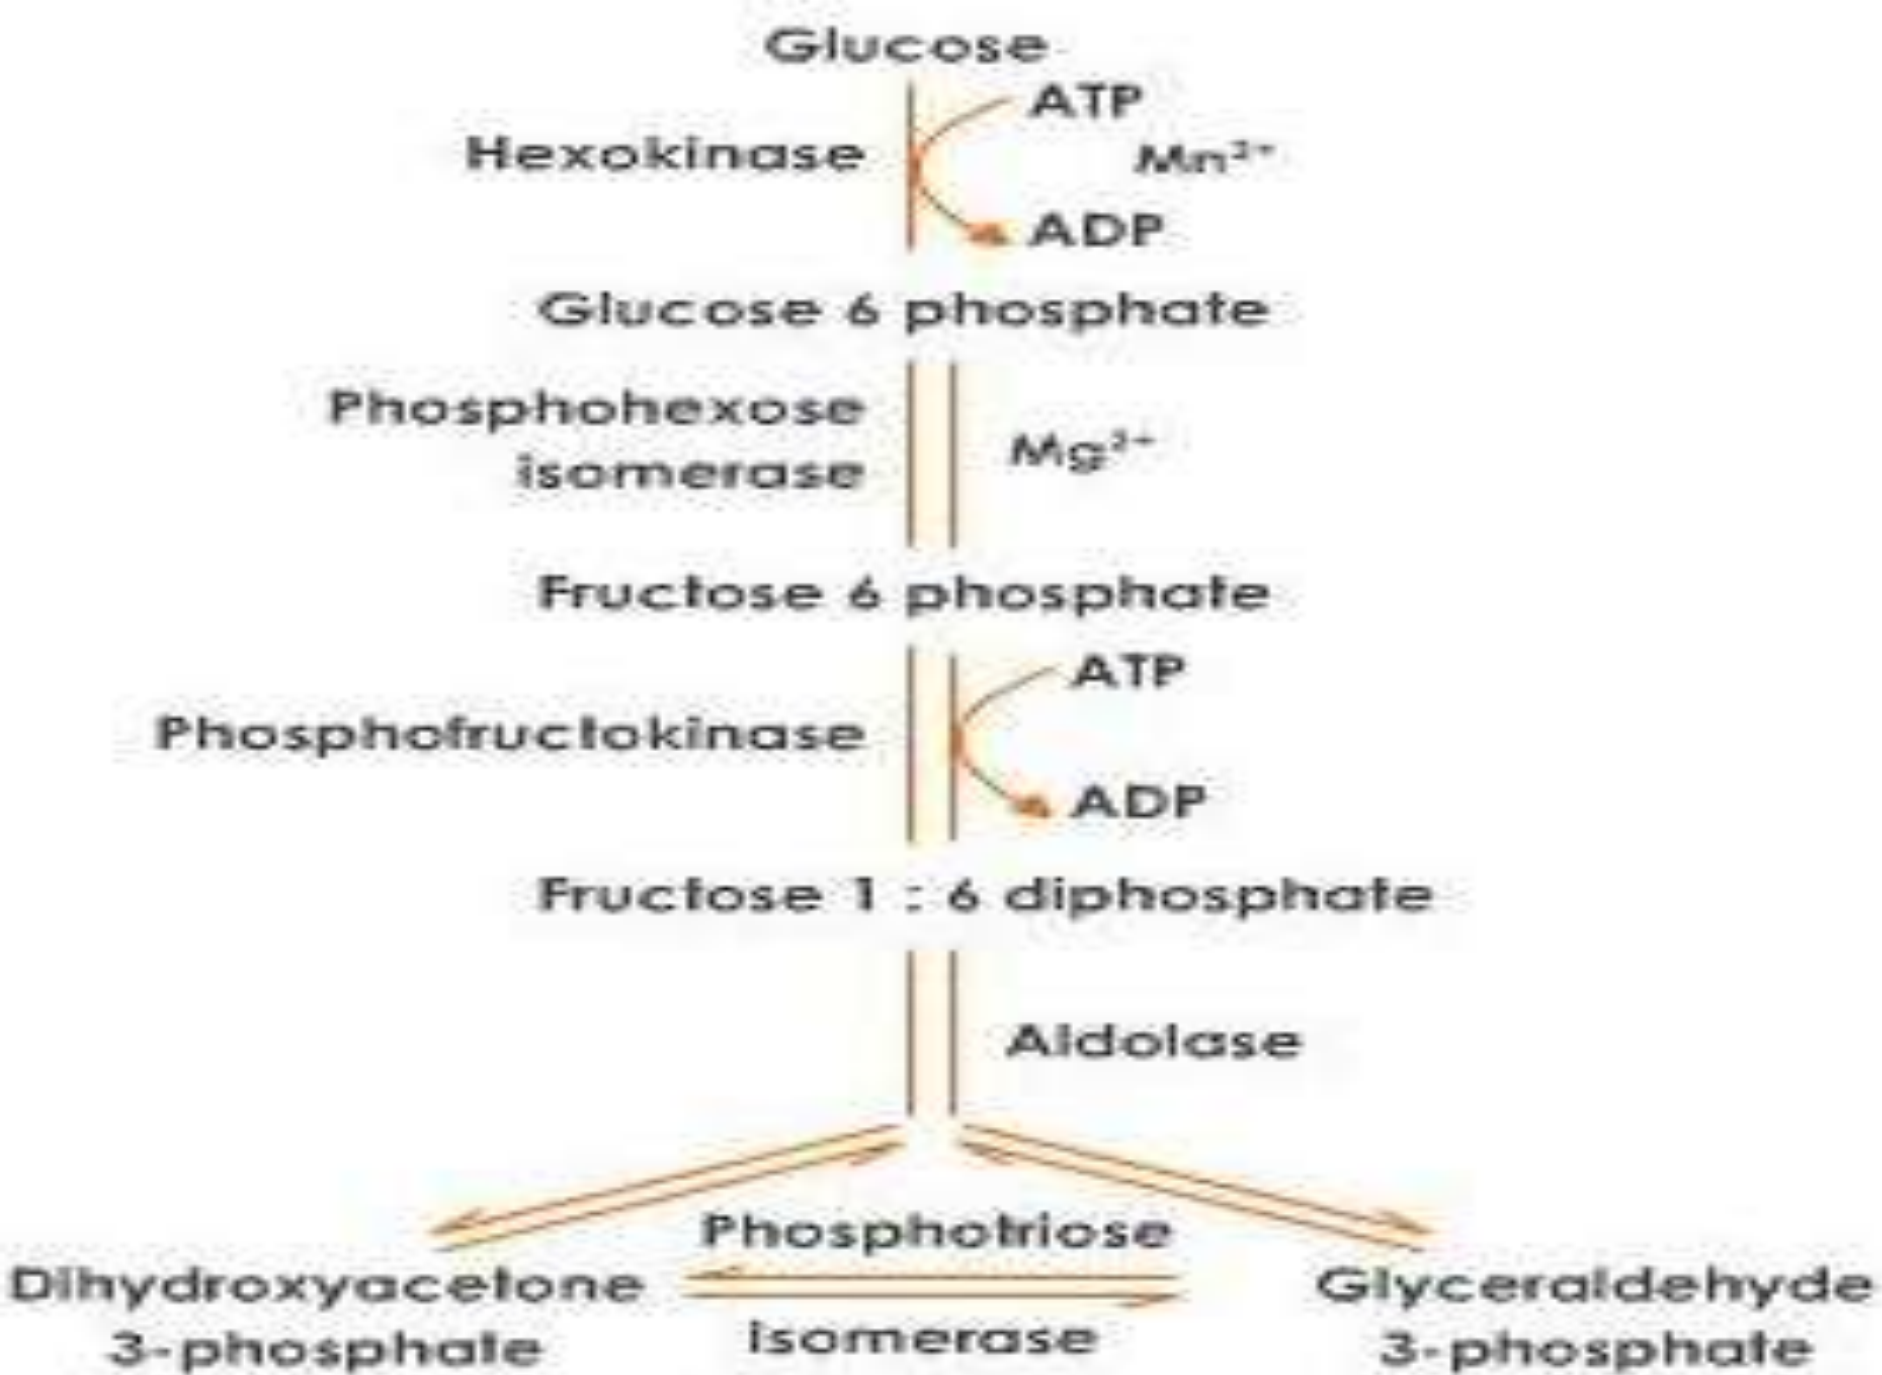 Glucose
ATP
Hexokinase
Mn²⁺
ADP
Glucose 6 phosphate
Phosphohexose
isomerase
Mg²⁺
Fructose 6 phosphate
ATP
Phosphofructokinase
ADP
Fructose 1 : 6 diphosphate
Aldolase
Phosphotriose
isomerase
Dihydroxyacetone
3-phosphate
Glyceraldehyde
3-phosphate